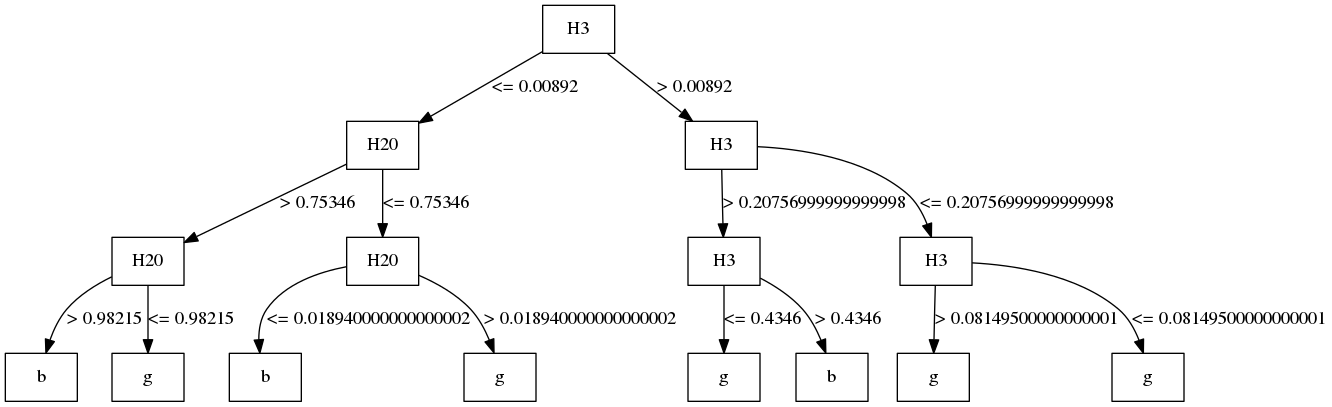 H3
<= 0.00892
> 0.00892
H20
H3
> 0.75346
<= 0.75346
> 0.20756999999999998
<= 0.20756999999999998
H20
H20
H3
H3
> 0.98215
<= 0.98215
<= 0.018940000000000002
> 0.018940000000000002
<= 0.4346
> 0.4346
> 0.08149500000000001
<= 0.08149500000000001
b
g
b
g
g
b
g
g